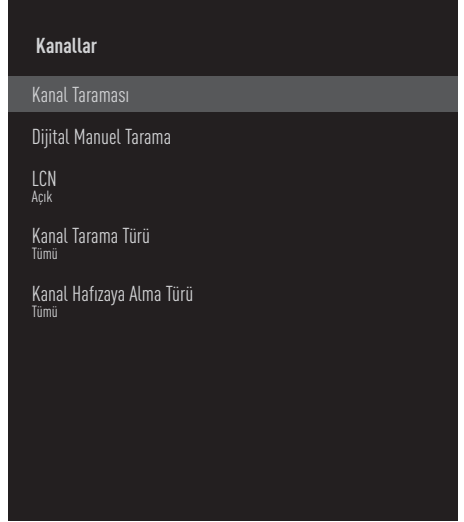 Kanallar
Kanal Taraması
Dijital Manuel Tarama
LCN
Açık
Kanal Tarama Türü
Tümü
Kanal Hafızaya Alma Türü
Tümü